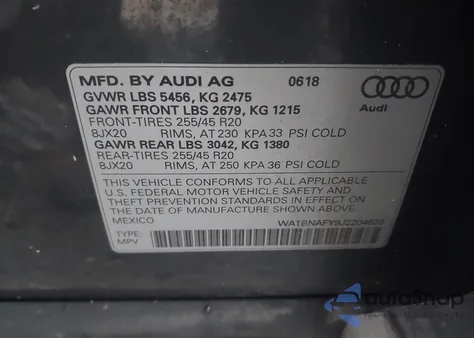 MFD. BY AUDI AG 0618
GVWR LBS 5456, KG 2475
GAWR FRONT LBS 2679, KG 1215
FRONT-TIRES 255/45 R20
8JX20 RIMS, AT 230 KPA 33 PSI COLD
GAWR REAR LBS 3042, KG 1380
REAR-TIRES 255/45 R20
8JX20 RIMS, AT 250 KPA 36 PSI COLD
Audi
THIS VEHICLE CONFORMS TO ALL APPLICABLE
U.S. FEDERAL MOTOR VEHICLE SAFETY AND
THEFT PREVENTION STANDARDS IN EFFECT
ON THE DATE OF MANUFACTURE SHOWN ABOVE
MEXICO
TYPE:
MPV
AutoSnap